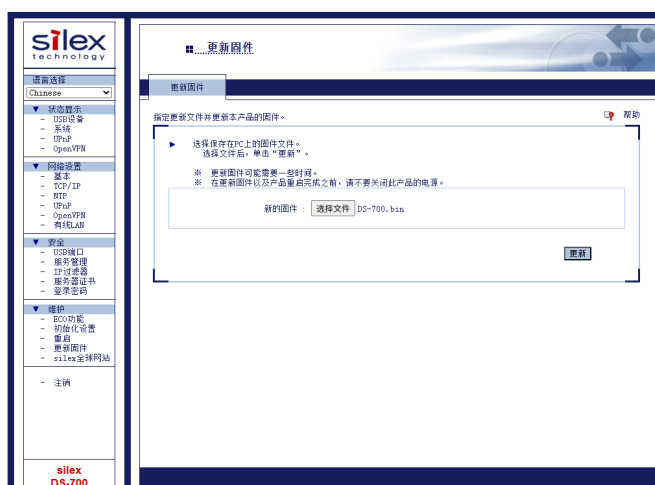 silex
technology
语言选择
Chinese
▼ 状态显示
- USB设备
- 系统
- UPnP
- OpenVPN
▼ 网络设置
- 基本
- TCP/IP
- NTP
- UPnP
- OpenVPN
- 有线LAN
▼ 安全
- USB端口
- 服务管理
- IP过滤器
- 服务器证书
- 登录密码
▼ 维护
- ECO功能
- 初始化设置
- 重启
- 更新固件
- silex全球网站
- 注销
silex
DS-700
更新固件
更新固件
指定更新文件并更新本产品的固件。
帮助
选择保存在PC上的固件文件。
选择文件后，单击“更新”。
※ 更新固件可能需要一些时间。
※ 在更新固件以及产品重启完成之前，请不要关闭此产品的电源。
新的固件 : 选择文件 DS-700.bin
更新